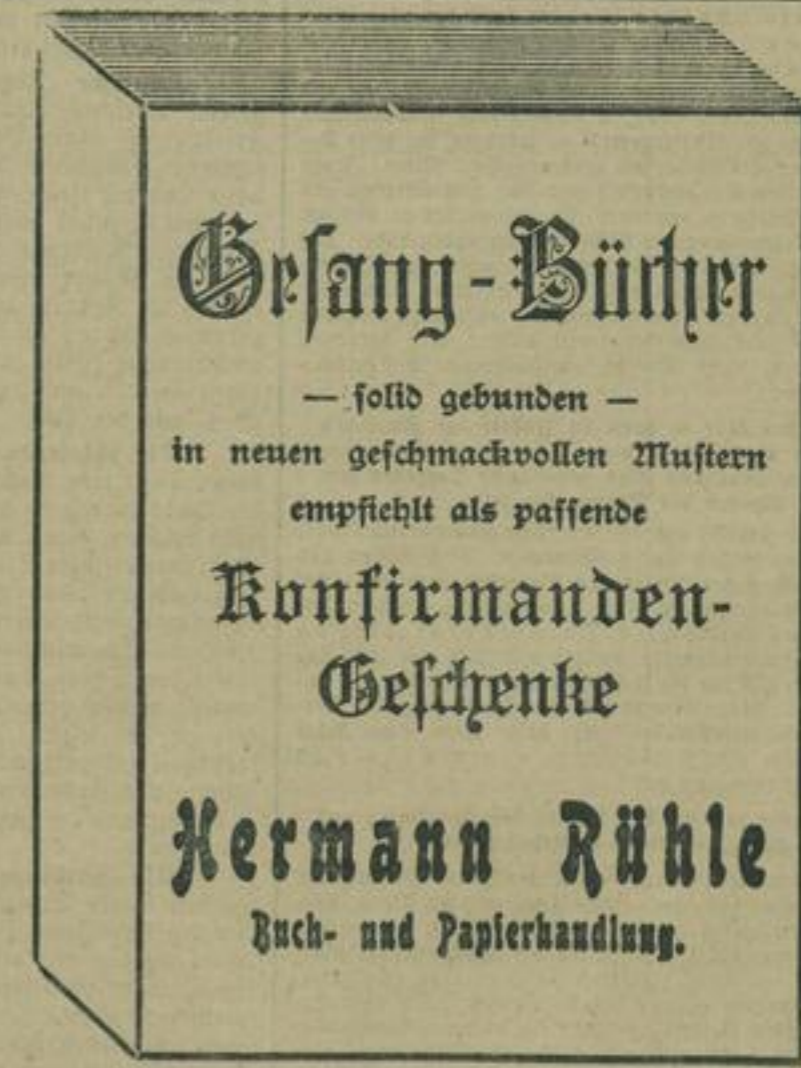 Gesang-Bücher
— solid gebunden —
in neuen geschmackvollen Mustern
empfiehlt als passende
Konfirmanden-
Geschenke
Hermann Rühle
Buch- und Papierhandlung.